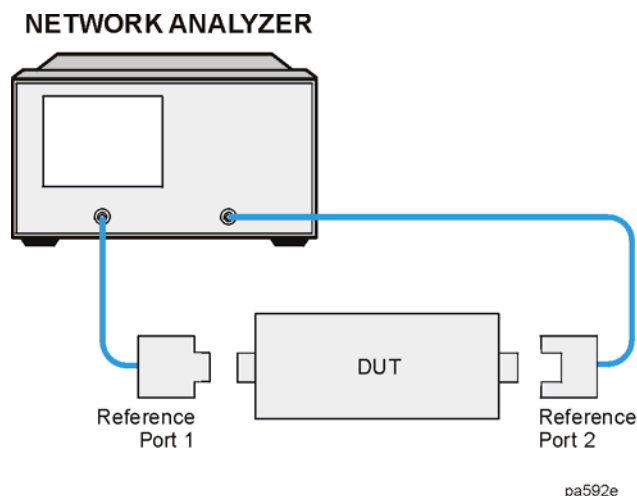 NETWORK ANALYZER
DUT
Reference
Port 1
Reference
Port 2
pa592e